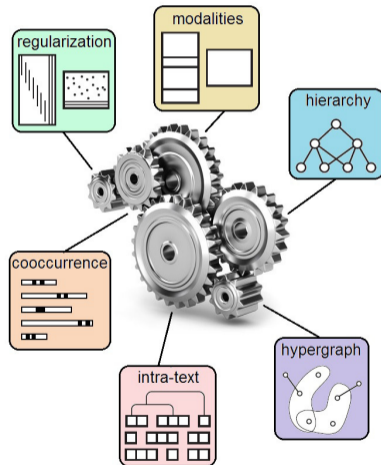 modalities
regularization
hierarchy
cooccurrence
hypergraph
intra-text